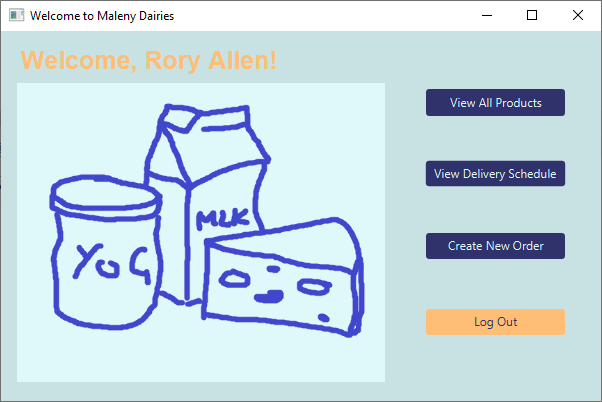 Welcome to Maleny Dairies
Welcome, Rory Allen!
View All Products
MLK
View Delivery Schedule
YOG
Create New Order
Log Out